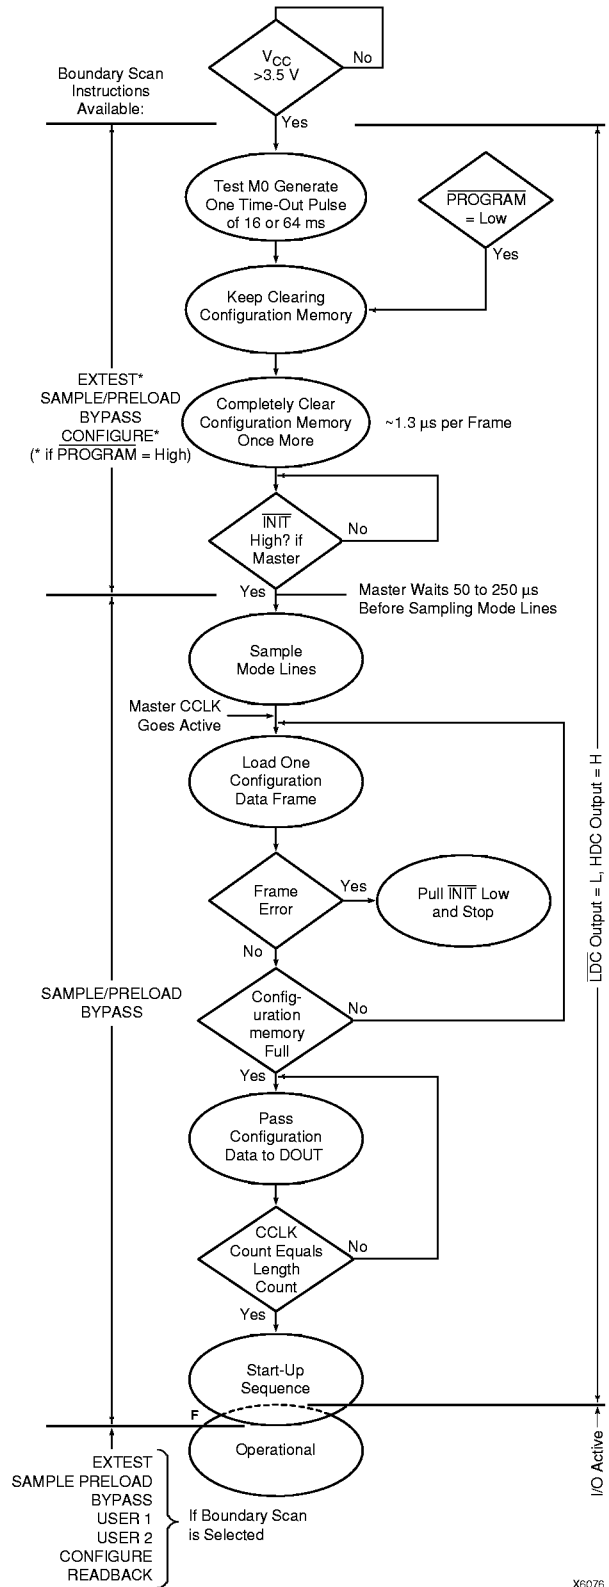 VCC
>3.5 V
No
Boundary Scan
Instructions
Available:
Yes
Test M0 Generate
One Time-Out Pulse
of 16 or 64 ms
PROGRAM
= Low
Yes
Keep Clearing
Configuration Memory
EXTEST*
SAMPLE/PRELOAD
BYPASS
CONFIGURE*
(* if PROGRAM = High)
Completely Clear
Configuration Memory
Once More
~1.3 µs per Frame
INIT
High? if
Master
No
Yes
Master Waits 50 to 250 µs
Before Sampling Mode Lines
Sample
Mode Lines
Master CCLK
Goes Active
Load One
Configuration
Data Frame
LDC Output = L, HDC Output = H
Frame
Error
Yes
Pull INIT Low
and Stop
No
SAMPLE/PRELOAD
BYPASS
Config-
uration
memory
Full
No
Yes
Pass
Configuration
Data to DOUT
CCLK
Count Equals
Length
Count
No
Yes
Start-Up
Sequence
F
Operational
I/O Active
EXTEST
SAMPLE PRELOAD
BYPASS
USER 1
USER 2
CONFIGURE
READBACK
If Boundary Scan
is Selected
X6076